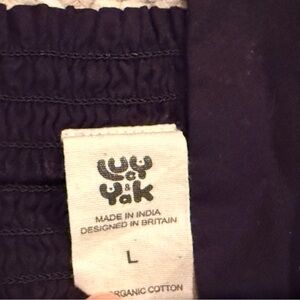 Lucy
& 
Yak
MADE IN INDIA
DESIGNED IN BRITAIN
L
ORGANIC COTTON